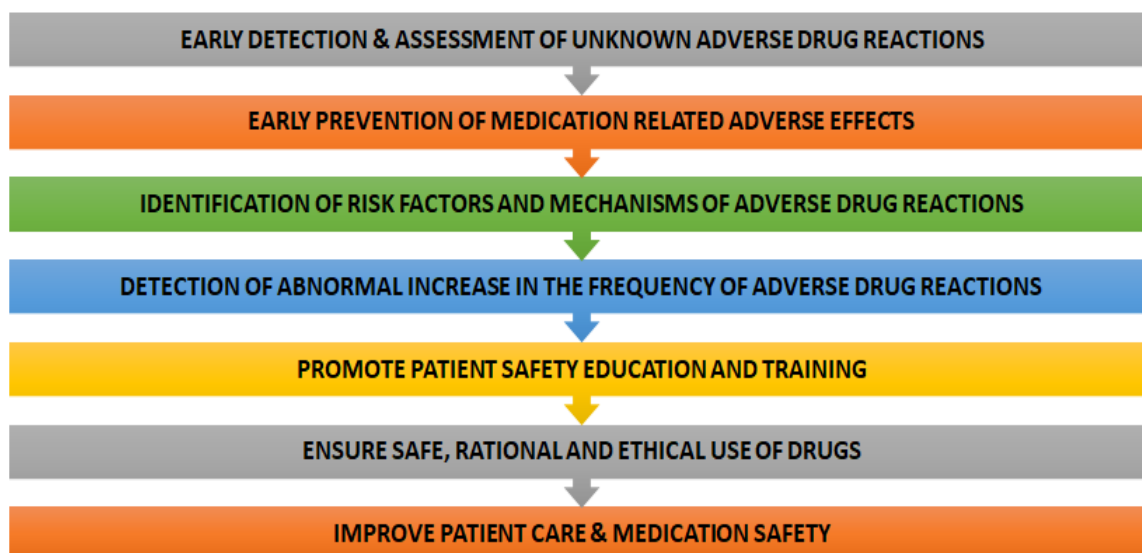 EARLY DETECTION & ASSESSMENT OF UNKNOWN ADVERSE DRUG REACTIONS
EARLY PREVENTION OF MEDICATION RELATED ADVERSE EFFECTS
IDENTIFICATION OF RISK FACTORS AND MECHANISMS OF ADVERSE DRUG REACTIONS
DETECTION OF ABNORMAL INCREASE IN THE FREQUENCY OF ADVERSE DRUG REACTIONS
PROMOTE PATIENT SAFETY EDUCATION AND TRAINING
ENSURE SAFE, RATIONAL AND ETHICAL USE OF DRUGS
IMPROVE PATIENT CARE & MEDICATION SAFETY